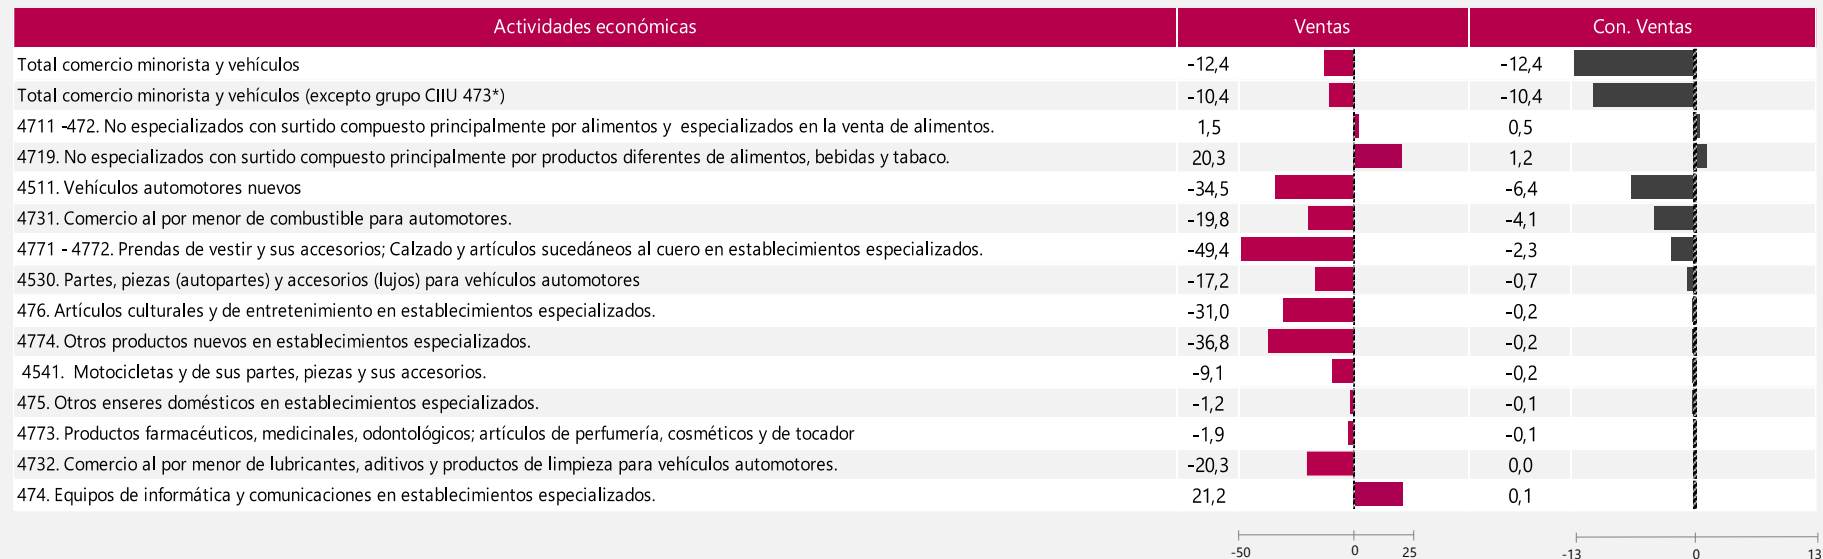 Actividades económicas Ventas Con. Ventas
Total comercio minorista y vehículos -12,4 -12,4
Total comercio minorista y vehículos (excepto grupo CIIU 473*) -10,4 -10,4
4711 -472. No especializados con surtido compuesto principalmente por alimentos y especializados en la venta de alimentos. 1,5 0,5
4719. No especializados con surtido compuesto principalmente por productos diferentes de alimentos, bebidas y tabaco. 20,3 1,2
4511. Vehículos automotores nuevos -34,5 -6,4
4731. Comercio al por menor de combustible para automotores. -19,8 -4,1
4771 - 4772. Prendas de vestir y sus accesorios; Calzado y artículos sucedáneos al cuero en establecimientos especializados. -49,4 -2,3
4530. Partes, piezas (autopartes) y accesorios (lujos) para vehículos automotores -17,2 -0,7
476. Artículos culturales y de entretenimiento en establecimientos especializados. -31,0 -0,2
4774. Otros productos nuevos en establecimientos especializados. -36,8 -0,2
4541. Motocicletas y de sus partes, piezas y sus accesorios. -9,1 -0,2
475. Otros enseres domésticos en establecimientos especializados. -1,2 -0,1
4773. Productos farmacéuticos, medicinales, odontológicos; artículos de perfumería, cosméticos y de tocador -1,9 -0,1
4732. Comercio al por menor de lubricantes, aditivos y productos de limpieza para vehículos automotores. -20,3 0,0
474. Equipos de informática y comunicaciones en establecimientos especializados. 21,2 0,1
-50 0 25 -13 0 13